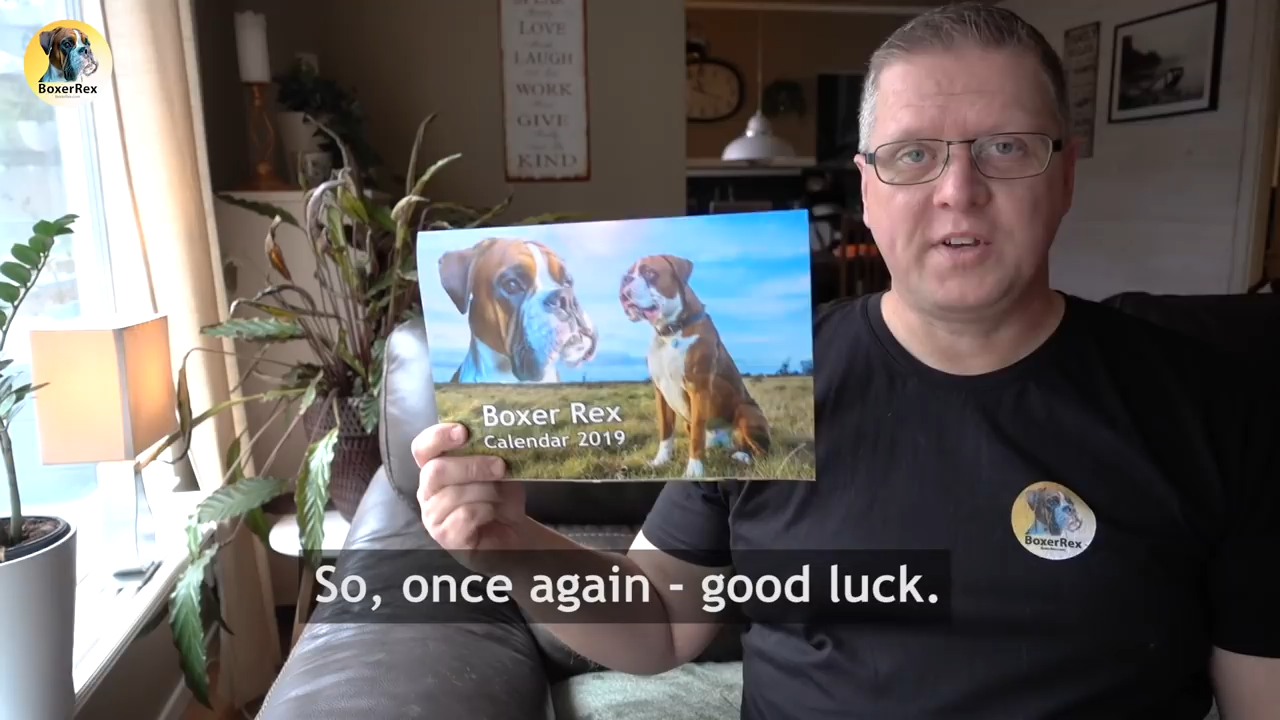 BoxerRex
LOVE
LAUGH
WORK
GIVE
KIND
Boxer Rex
Calendar 2019
BoxerRex
So, once again - good luck.